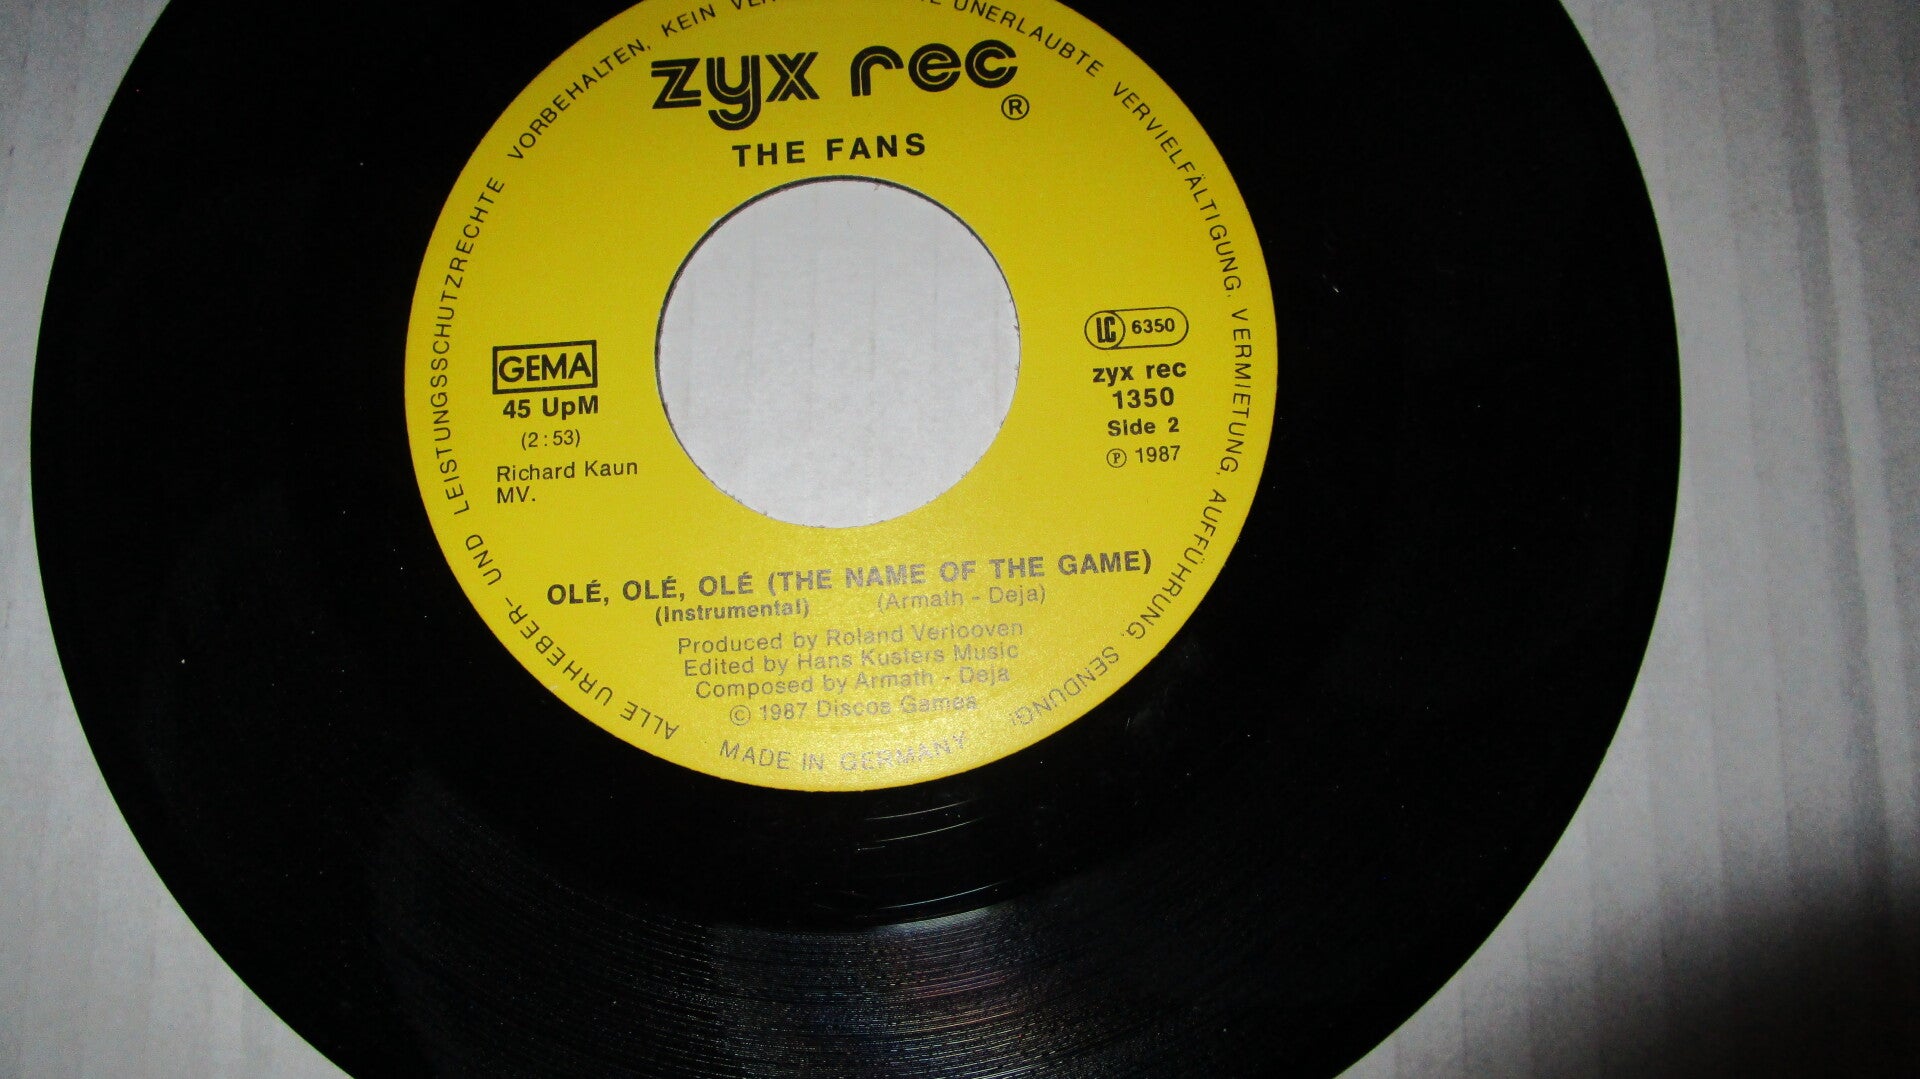 zyx rec
®
THE FANS
GEMA
45 UpM
(2:53)
Richard Kaun
MV.
LC 6350
zyx rec
1350
Side 2
Ⓟ 1987
OLÉ, OLÉ, OLÉ (THE NAME OF THE GAME)
(Instrumental) (Armath - Deja)
Produced by Roland Verlooven
Edited by Hans Kusters Music
Composed by Armath - Deja
© 1987 Discos Games
MADE IN GERMANY
ALLE URHEBER- UND LEISTUNGSSCHUTZRECHTE VORBEHALTEN, KEIN UNERLAUBTE VERVIELFÄLTIGUNG, VERMIETUNG, AUFFÜHRUNG, SENDUNG!